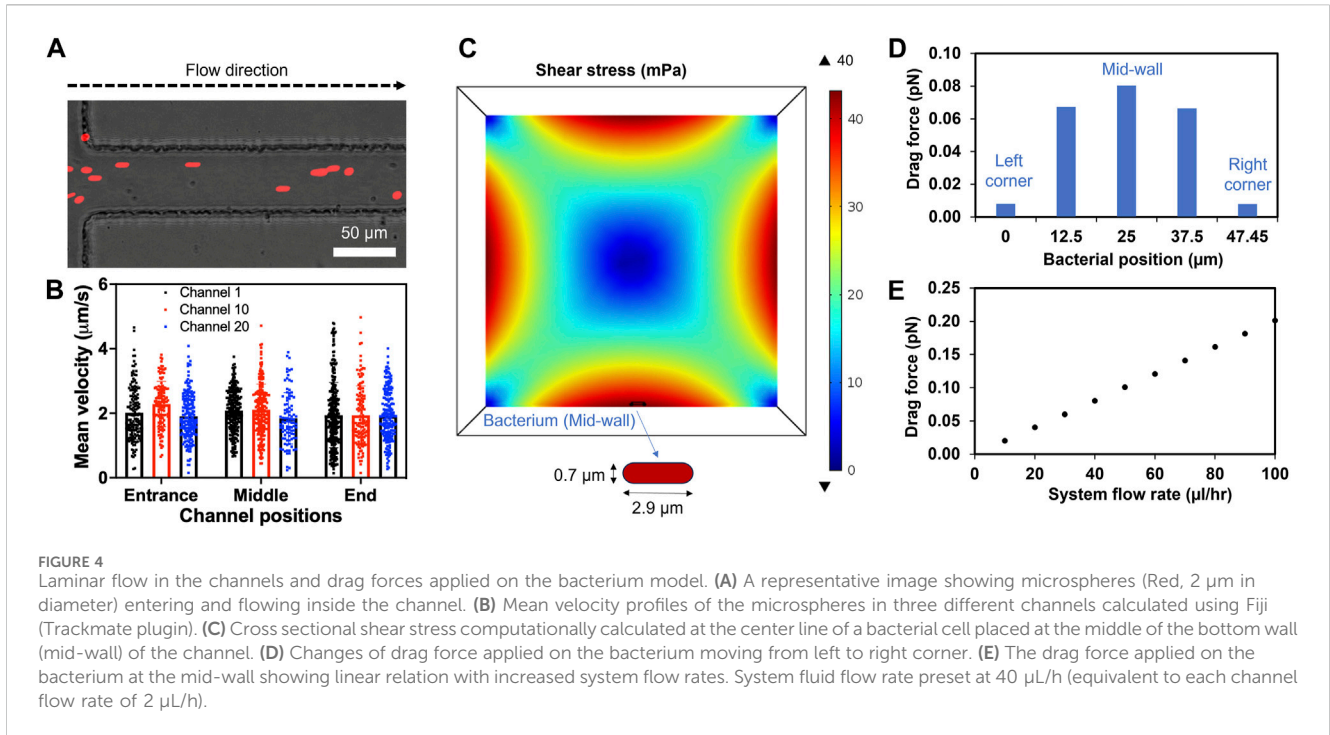 A
Flow direction
50 μm
B
Mean velocity (μm/s)
6
4
2
0
Channel 1
Channel 10
Channel 20
Entrance
Middle
End
Channel positions
C
Shear stress (mPa)
▲ 40
40
30
20
10
0
▼
Bacterium (Mid-wall)
0.7 μm
2.9 μm
D
Drag force (pN)
0.10
0.08
0.06
0.04
0.02
0.00
Left
corner
Mid-wall
Right
corner
0 12.5 25 37.5 47.45
Bacterial position (μm)
E
Drag force (pN)
0.25
0.20
0.15
0.10
0.05
0.00
0 20 40 60 80 100
System flow rate (μl/hr)
FIGURE 4
Laminar flow in the channels and drag forces applied on the bacterium model. (A) A representative image showing microspheres (Red, 2 μm in
diameter) entering and flowing inside the channel. (B) Mean velocity profiles of the microspheres in three different channels calculated using Fiji
(Trackmate plugin). (C) Cross sectional shear stress computationally calculated at the center line of a bacterial cell placed at the middle of the bottom wall
(mid-wall) of the channel. (D) Changes of drag force applied on the bacterium moving from left to right corner. (E) The drag force applied on the
bacterium at the mid-wall showing linear relation with increased system flow rates. System fluid flow rate preset at 40 μL/h (equivalent to each channel
flow rate of 2 μL/h).